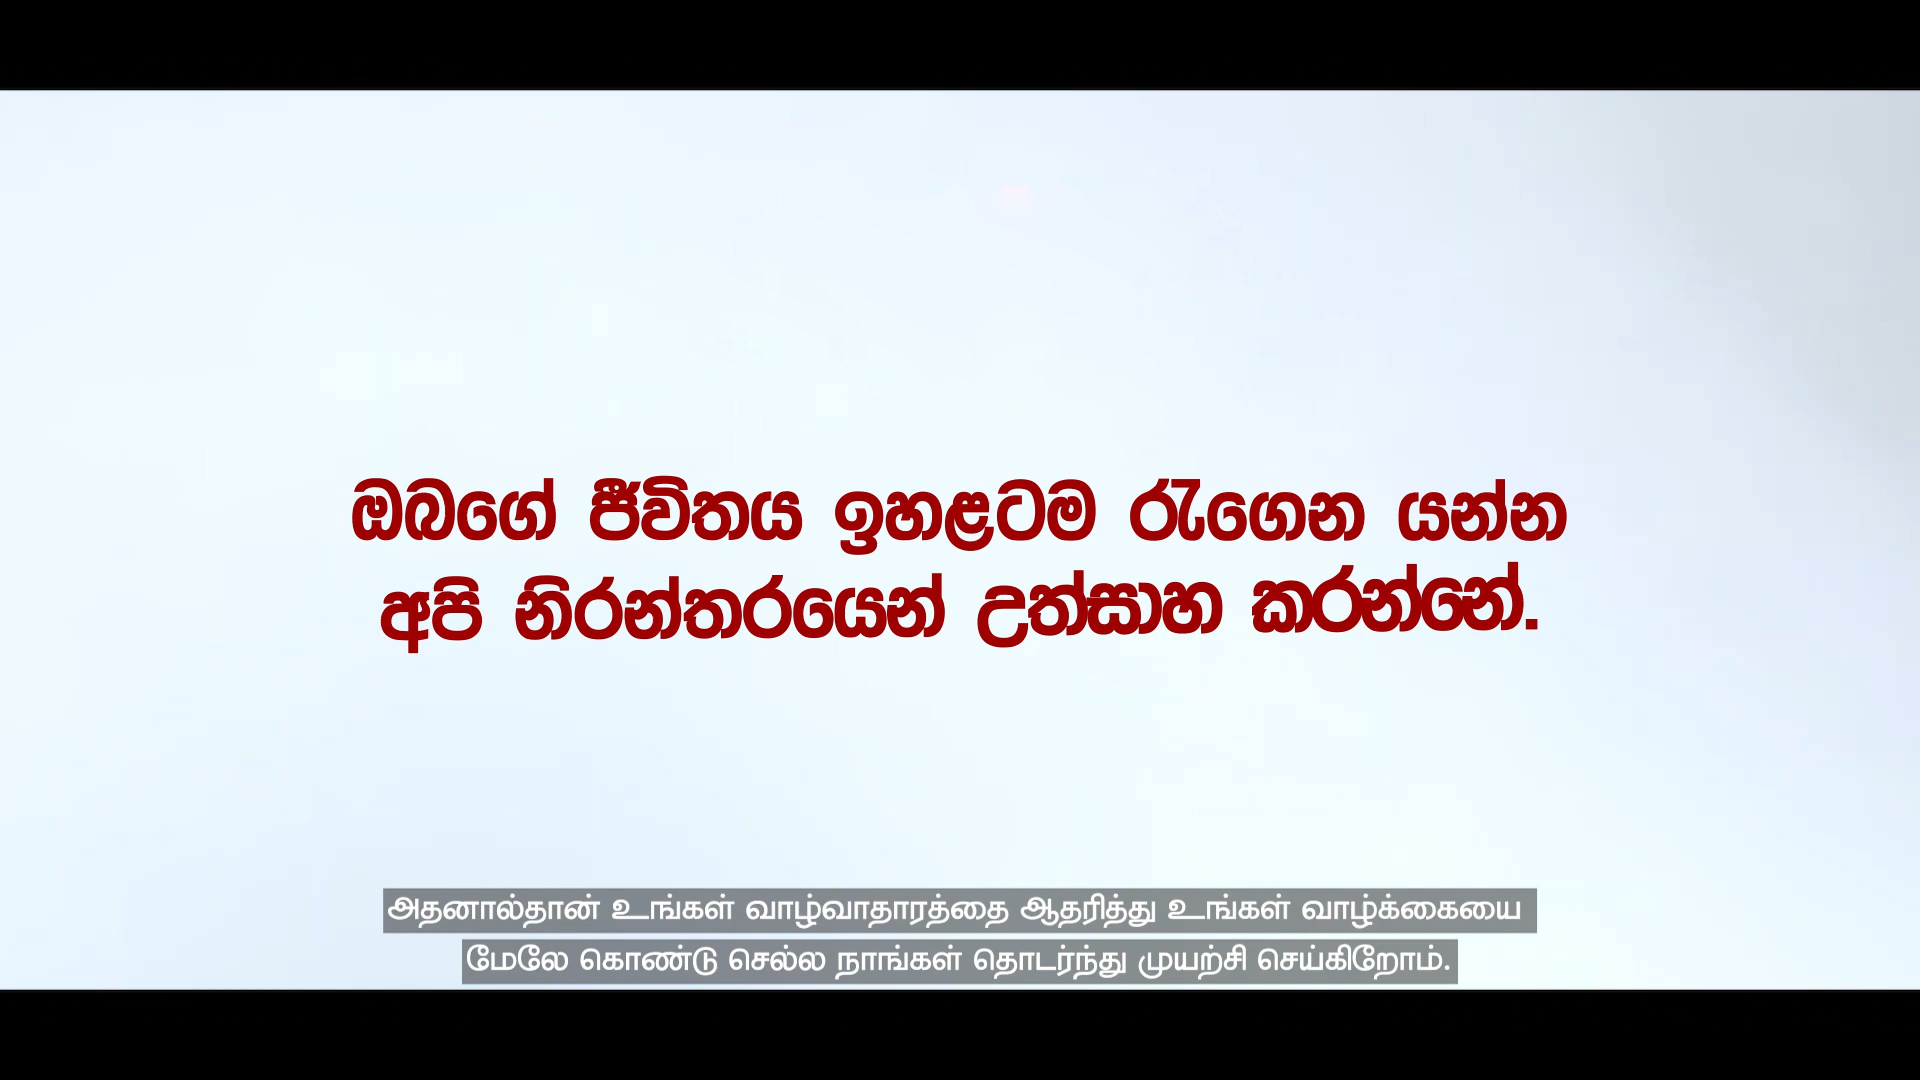 ඔබගේ ජීවිතය ඉහළටම රැගෙන යන්න
අපි නිරන්තරයෙන් උත්සාහ කරන්නේ.
அதனால்தான் உங்கள் வாழ்வாதாரத்தை ஆதரித்து உங்கள் வாழ்க்கையை
மேலே கொண்டு செல்ல நாங்கள் தொடர்ந்து முயற்சி செய்கிறோம்.